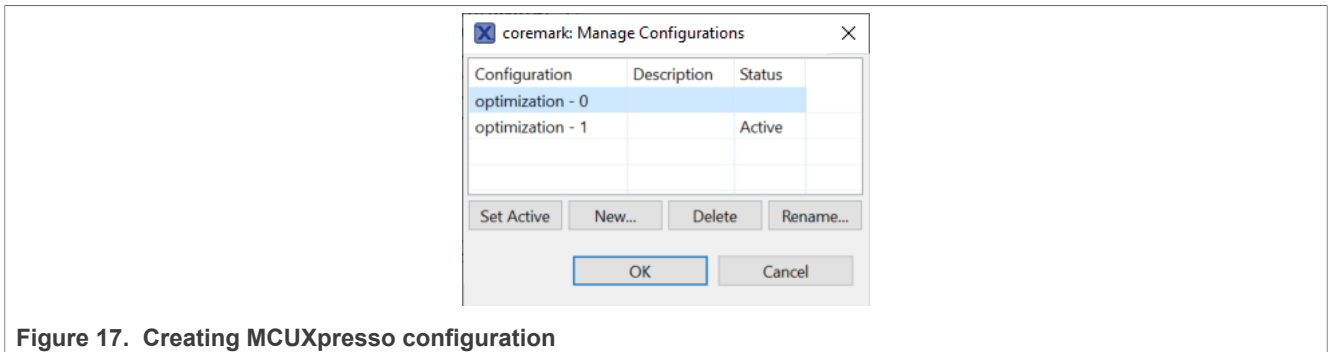 coremark: Manage Configurations
Configuration Description Status
optimization - 0
optimization - 1 Active
Set Active New... Delete Rename...
OK Cancel
Figure 17. Creating MCUXpresso configuration